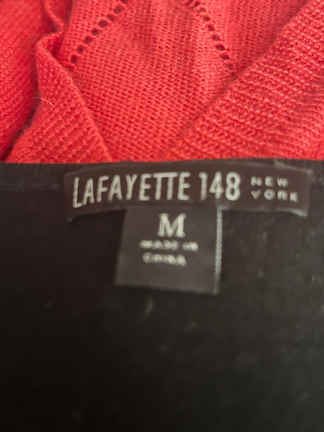 LAFAYETTE 148 NEW YORK
M
MADE IN
CHINA